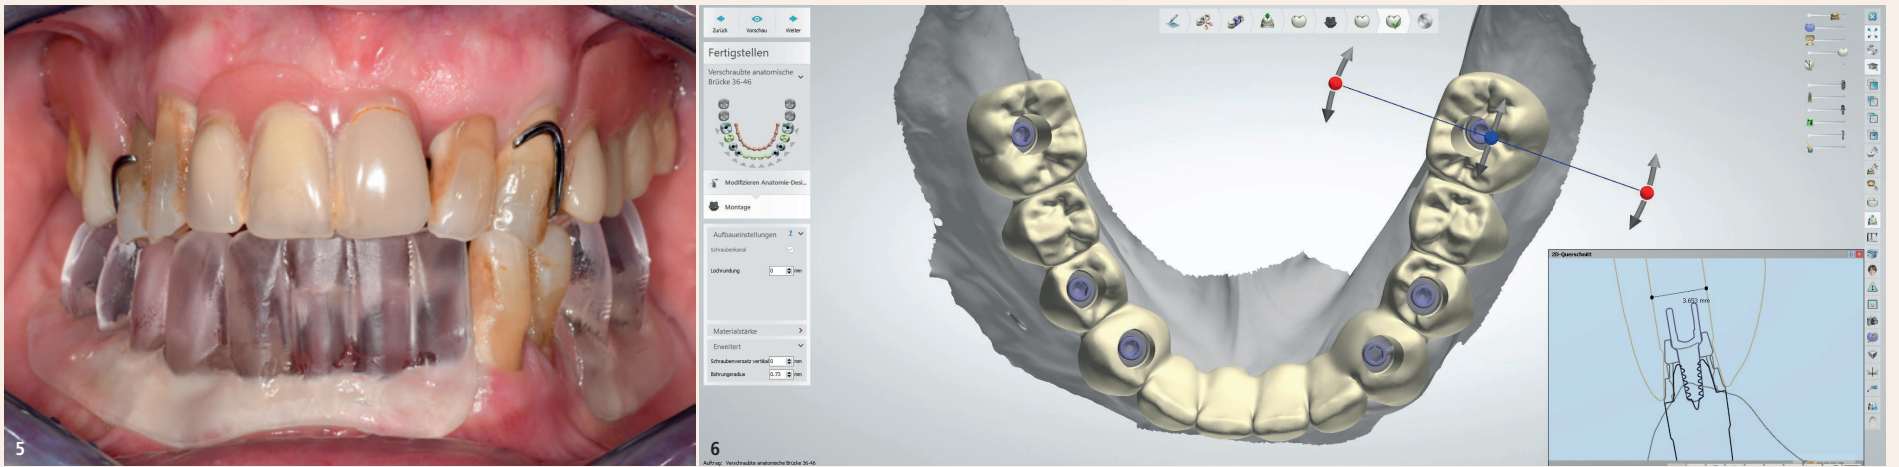 5
Zurück
Vorschau
Weiter
Fertigstellen
Verschraubte anatomische
Brücke 36-46
Modifizieren Anatomie-Desi...
Montage
Aufbaueinstellungen
?
Schraubenkanal
Lochrundung 0 mm
Materialstärke
Erweitert
Schraubenversatz vertikal 0 mm
Bohrungsradius 0.73 mm
2D-Querschnitt
3.653 mm
6
Auftrag: Verschraubte anatomische Brücke 36-46